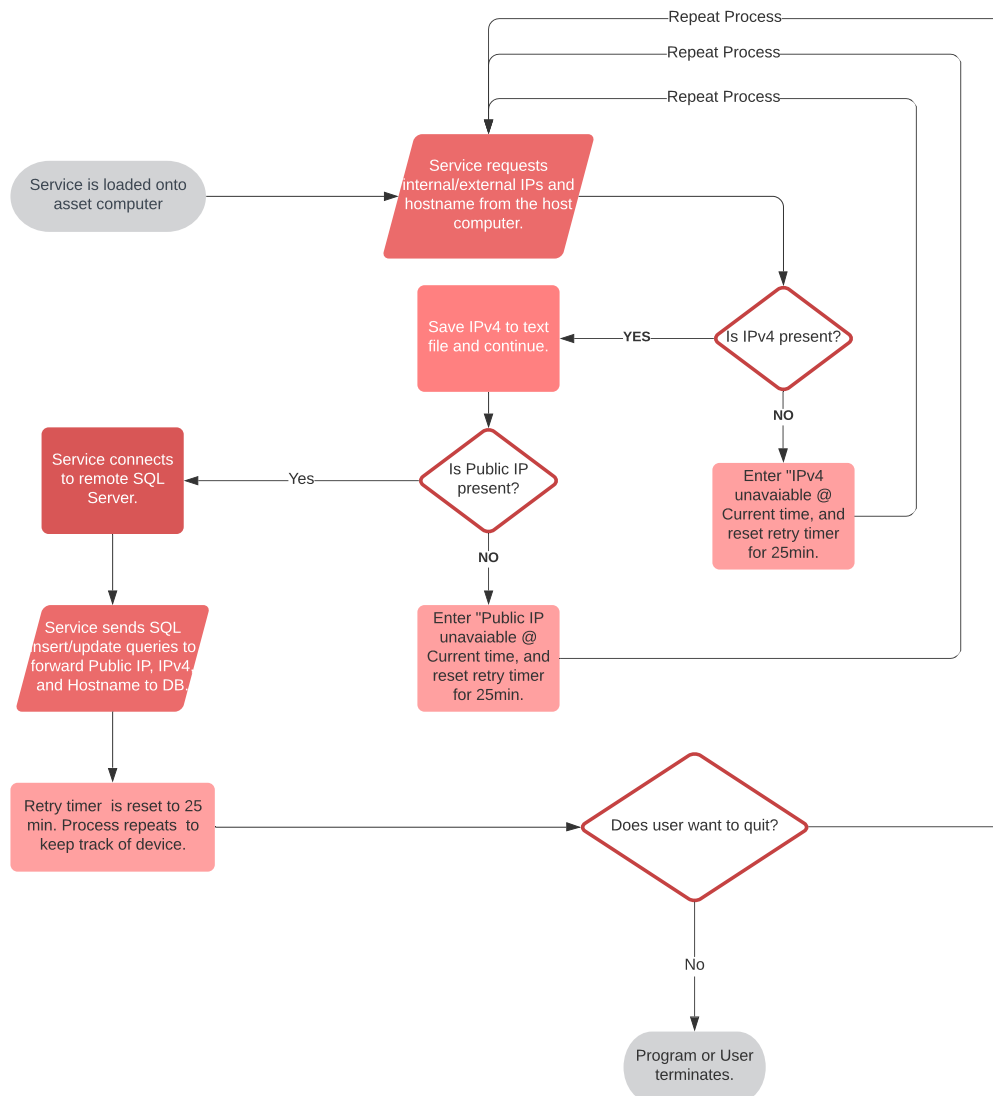 Repeat Process
Repeat Process
Repeat Process
Service is loaded onto
asset computer
Service requests
internal/external IPs and
hostname from the host
computer.
Is IPv4 present?
YES
Save IPv4 to text
file and continue.
NO
Enter "IPv4
unavaiable @
Current time, and
reset retry timer
for 25min.
Is Public IP
present?
Yes
Service connects
to remote SQL
Server.
NO
Enter "Public IP
unavaiable @
Current time, and
reset retry timer
for 25min.
Service sends SQL
insert/update queries to
forward Public IP, IPv4,
and Hostname to DB.
Retry timer  is reset to 25
min. Process repeats  to
keep track of device.
Does user want to quit?
No
Program or User
terminates.